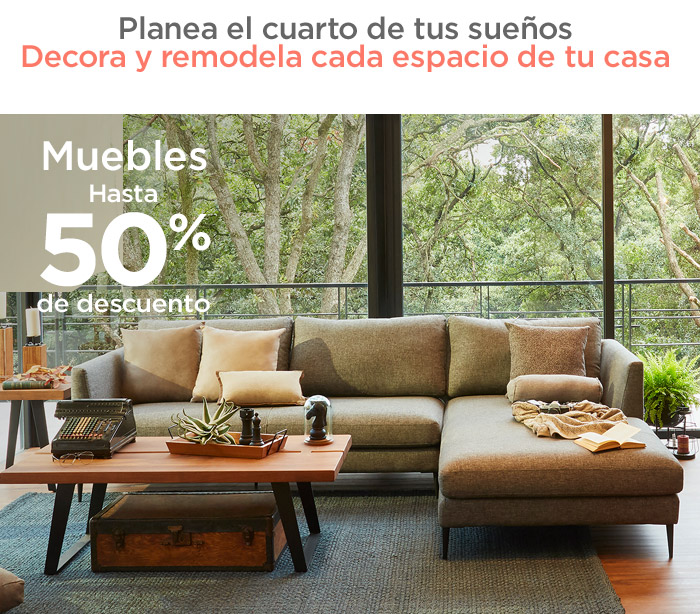 Planea el cuarto de tus sueños
Decora y remodela cada espacio de tu casa
Muebles
Hasta
50%
de descuento